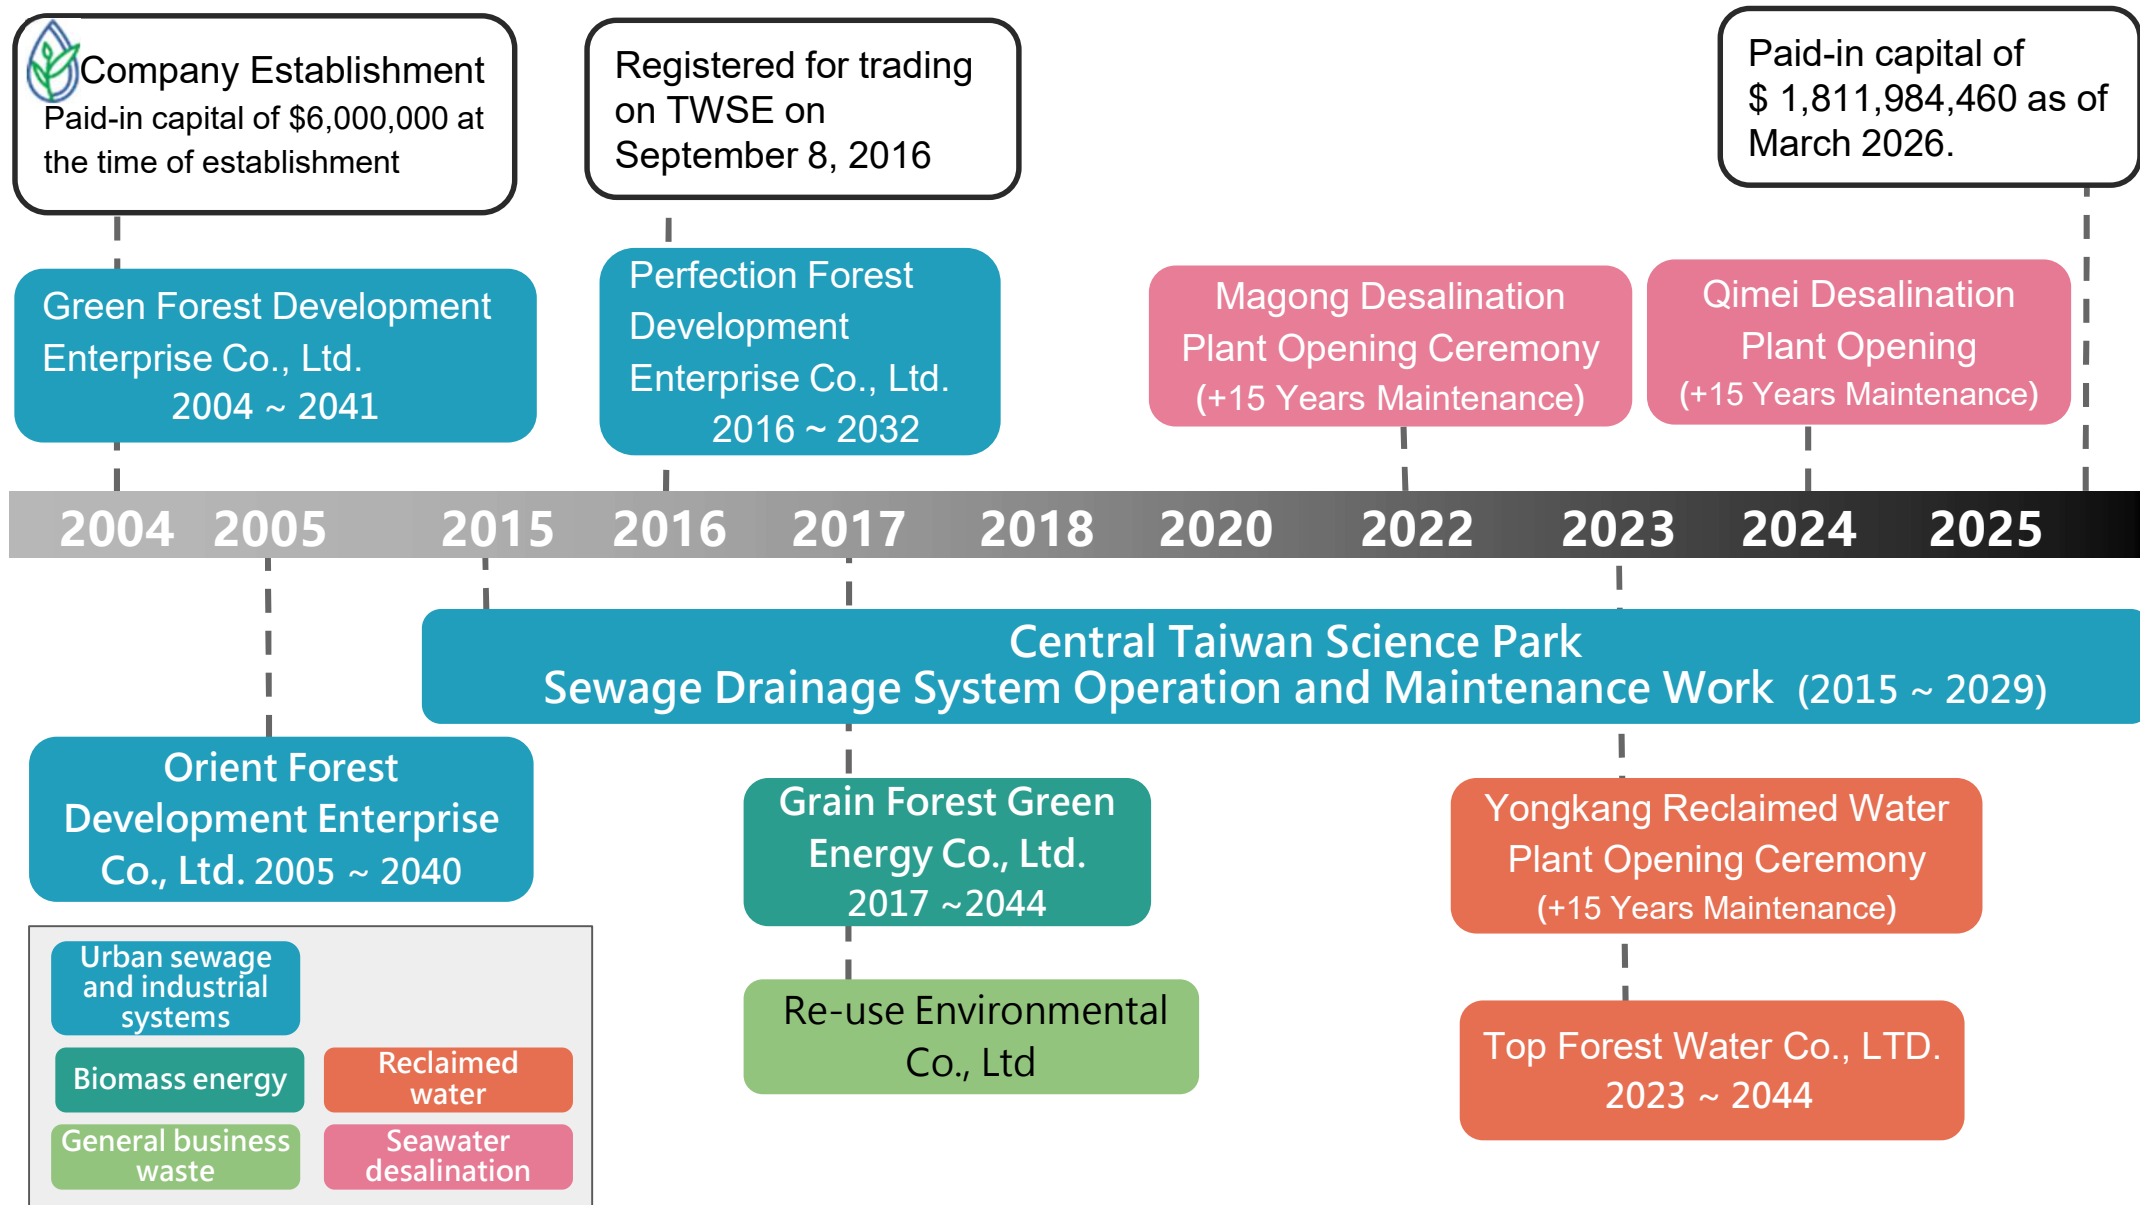 Company Establishment
Paid-in capital of $6,000,000 at
the time of establishment
Registered for trading
on TWSE on
September 8, 2016
Paid-in capital of
$ 1,811,984,460 as of
March 2026.
Green Forest Development
Enterprise Co., Ltd.
2004 ~ 2041
Perfection Forest
Development
Enterprise Co., Ltd.
2016 ~ 2032
Magong Desalination
Plant Opening Ceremony
(+15 Years Maintenance)
Qimei Desalination
Plant Opening
(+15 Years Maintenance)
2004 2005 2015 2016 2017 2018 2020 2022 2023 2024 2025
Central Taiwan Science Park
Sewage Drainage System Operation and Maintenance Work (2015 ~ 2029)
Orient Forest
Development Enterprise
Co., Ltd. 2005 ~ 2040
Grain Forest Green
Energy Co., Ltd.
2017 ~2044
Re-use Environmental
Co., Ltd
Yongkang Reclaimed Water
Plant Opening Ceremony
(+15 Years Maintenance)
Top Forest Water Co., LTD.
2023 ~ 2044
Urban sewage
and industrial
systems
Biomass energy
Reclaimed
water
General business
waste
Seawater
desalination